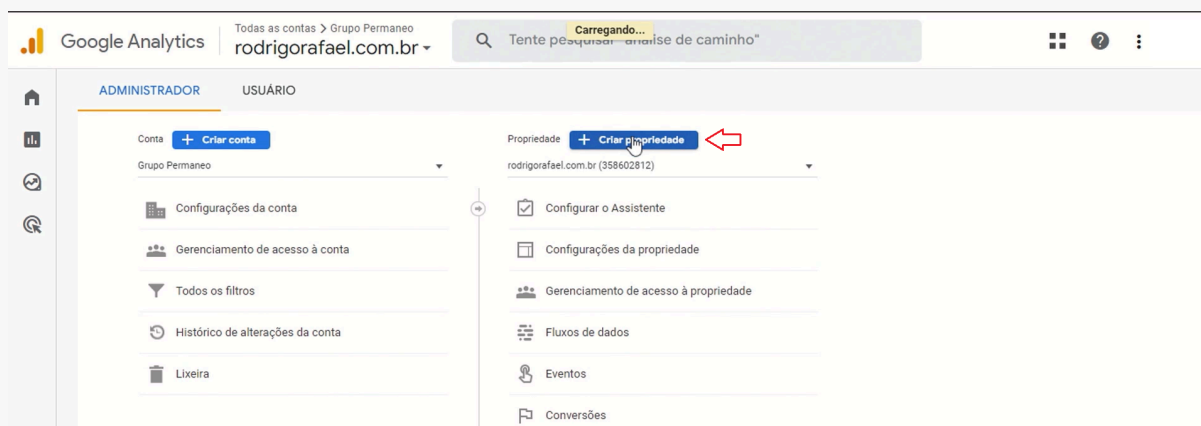 Google Analytics
Todas as contas > Grupo Permaneo
rodrigorafael.com.br
Tente pesquisar "análise de caminho"
Carregando...
ADMINISTRADOR
USUÁRIO
Conta
+ Criar conta
Grupo Permaneo
Configurações da conta
Gerenciamento de acesso à conta
Todos os filtros
Histórico de alterações da conta
Lixeira
Propriedade
+ Criar propriedade
rodrigorafael.com.br (358602812)
Configurar o Assistente
Configurações da propriedade
Gerenciamento de acesso à propriedade
Fluxos de dados
Eventos
Conversões